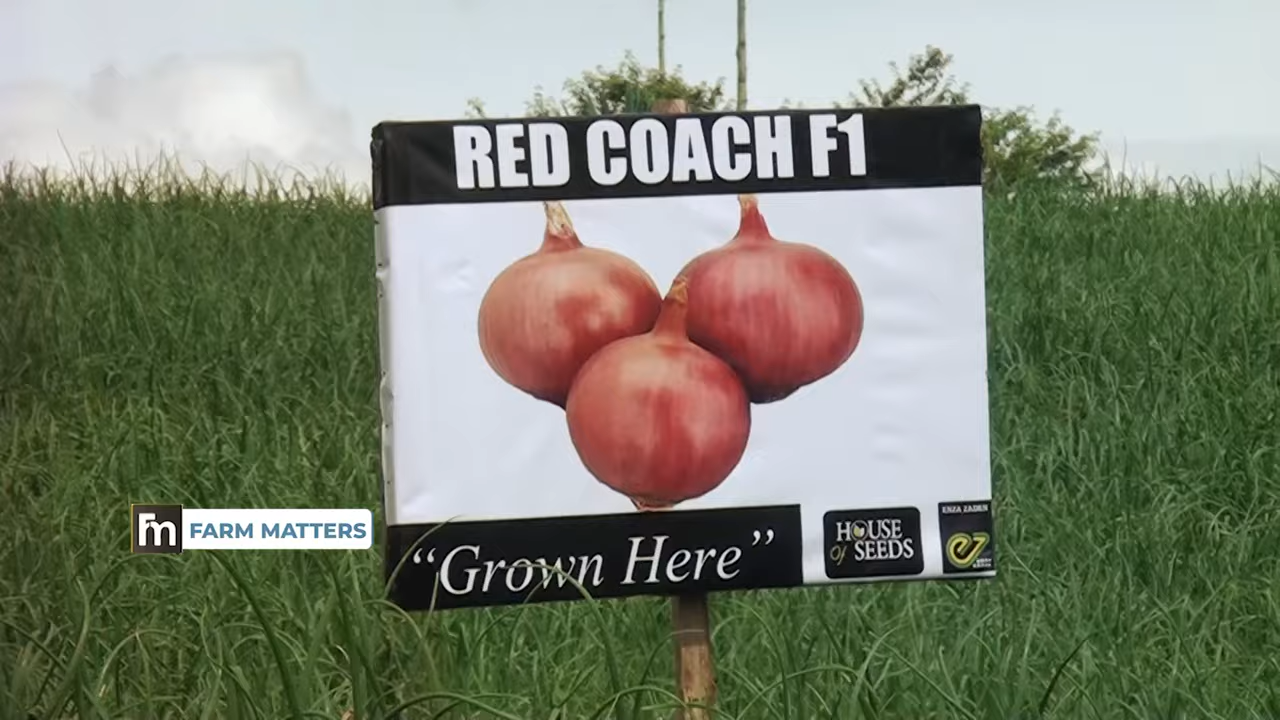 RED COACH F1
“Grown Here”
HOUSE
Of SEEDS
ENZA ZADEN
Fm FARM MATTERS